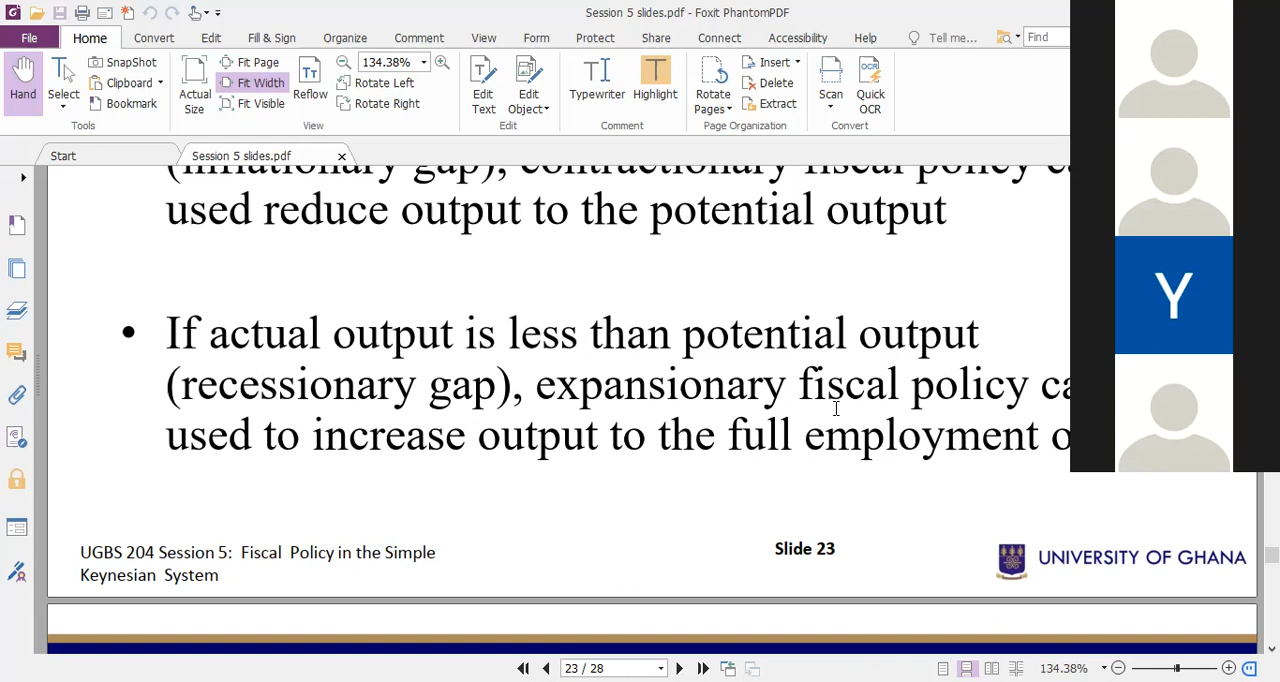 Session 5 slides.pdf - Foxit PhantomPDF
File Home Convert Edit Fill & Sign Organize Comment View Form Protect Share Connect Accessibility Help Tell me... Find
Hand
Select
SnapShot
Clipboard
Bookmark
Tools
Actual Size
Fit Page
Fit Width
Fit Visible
Reflow
134.38%
Rotate Left
Rotate Right
View
Edit Text
Edit Object
Edit
Typewriter
Highlight
Comment
Rotate Pages
Insert
Delete
Extract
Page Organization
Scan
Quick OCR
Convert
Start
Session 5 slides.pdf
(inflationary gap), contractionary fiscal policy
used reduce output to the potential output
• If actual output is less than potential output
(recessionary gap), expansionary fiscal policy
used to increase output to the full employment
Y
UGBS 204 Session 5: Fiscal Policy in the Simple
Keynesian System
Slide 23
UNIVERSITY OF GHANA
23 / 28
134.38%